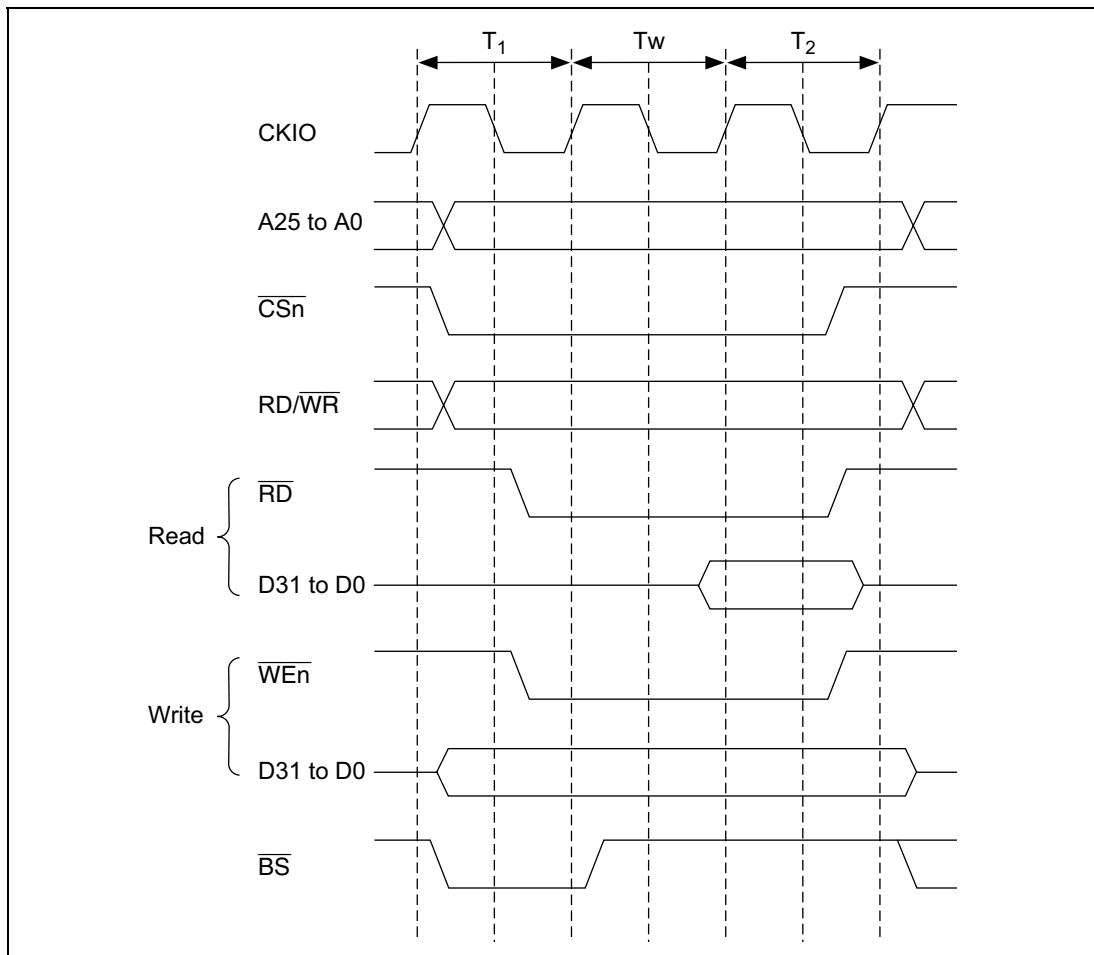 T1 Tw T2
CKIO
A25 to A0
CSn
RD/WR
RD
Read
D31 to D0
WEn
Write
D31 to D0
BS